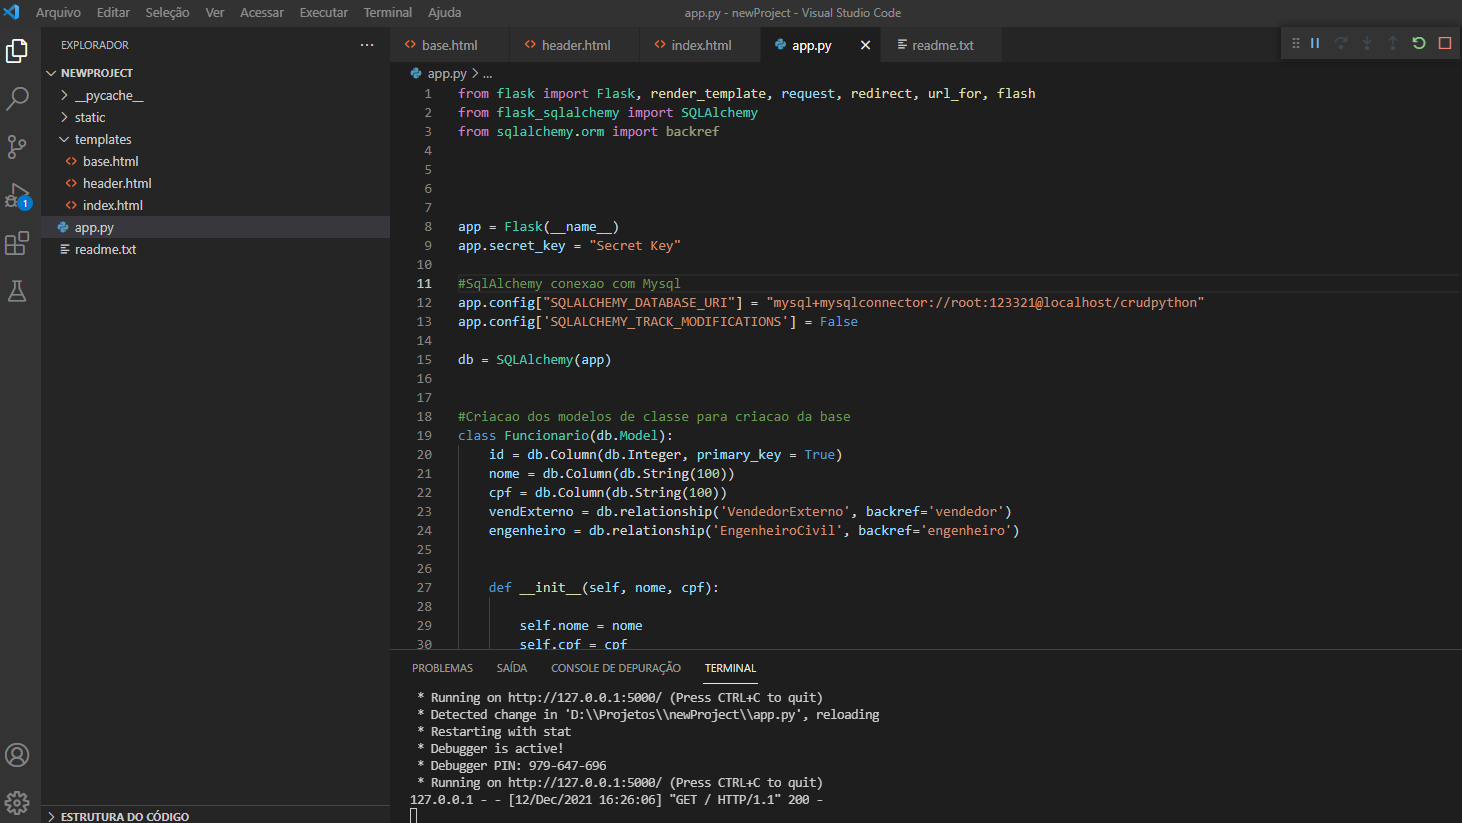 Arquivo Editar Seleção Ver Acessar Executar Terminal Ajuda
app.py - newProject - Visual Studio Code
EXPLORADOR
NEWPROJECT
__pycache__
static
templates
base.html
header.html
index.html
app.py
readme.txt
ESTRUTURA DO CÓDIGO
1
base.html header.html index.html app.py readme.txt
app.py > ...
1 from flask import Flask, render_template, request, redirect, url_for, flash
2 from flask_sqlalchemy import SQLAlchemy
3 from sqlalchemy.orm import backref
4
5
6
7
8 app = Flask(__name__)
9 app.secret_key = "Secret Key"
10
11 #SqlAlchemy conexao com Mysql
12 app.config["SQLALCHEMY_DATABASE_URI"] = "mysql+mysqlconnector://root:123321@localhost/crudpython"
13 app.config['SQLALCHEMY_TRACK_MODIFICATIONS'] = False
14
15 db = SQLAlchemy(app)
16
17
18 #Criacao dos modelos de classe para criacao da base
19 class Funcionario(db.Model):
20 id = db.Column(db.Integer, primary_key = True)
21 nome = db.Column(db.String(100))
22 cpf = db.Column(db.String(100))
23 vendExterno = db.relationship('VendedorExterno', backref='vendedor')
24 engenheiro = db.relationship('EngenheiroCivil', backref='engenheiro')
25
26
27 def __init__(self, nome, cpf):
28
29 self.nome = nome
30 self.cpf = cpf
PROBLEMAS SAÍDA CONSOLE DE DEPURAÇÃO TERMINAL
* Running on http://127.0.0.1:5000/ (Press CTRL+C to quit)
* Detected change in 'D:\\Projetos\\newProject\\app.py', reloading
* Restarting with stat
* Debugger is active!
* Debugger PIN: 979-647-696
* Running on http://127.0.0.1:5000/ (Press CTRL+C to quit)
127.0.0.1 - - [12/Dec/2021 16:26:06] "GET / HTTP/1.1" 200 -